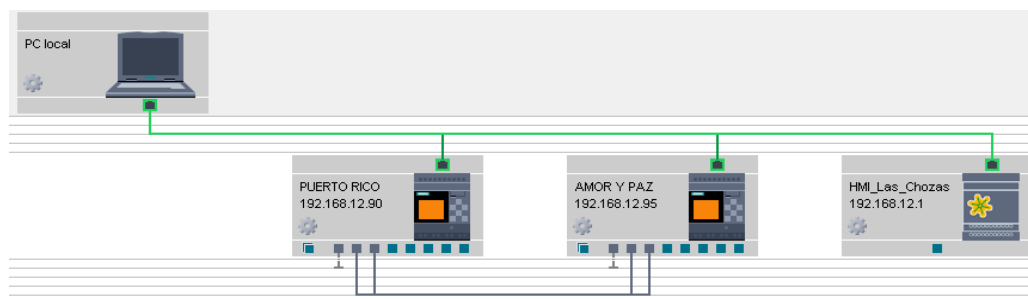 PC local
PUERTO RICO
192.168.12.90
AMOR Y PAZ
192.168.12.95
HMI_Las_Chozas
192.168.12.1